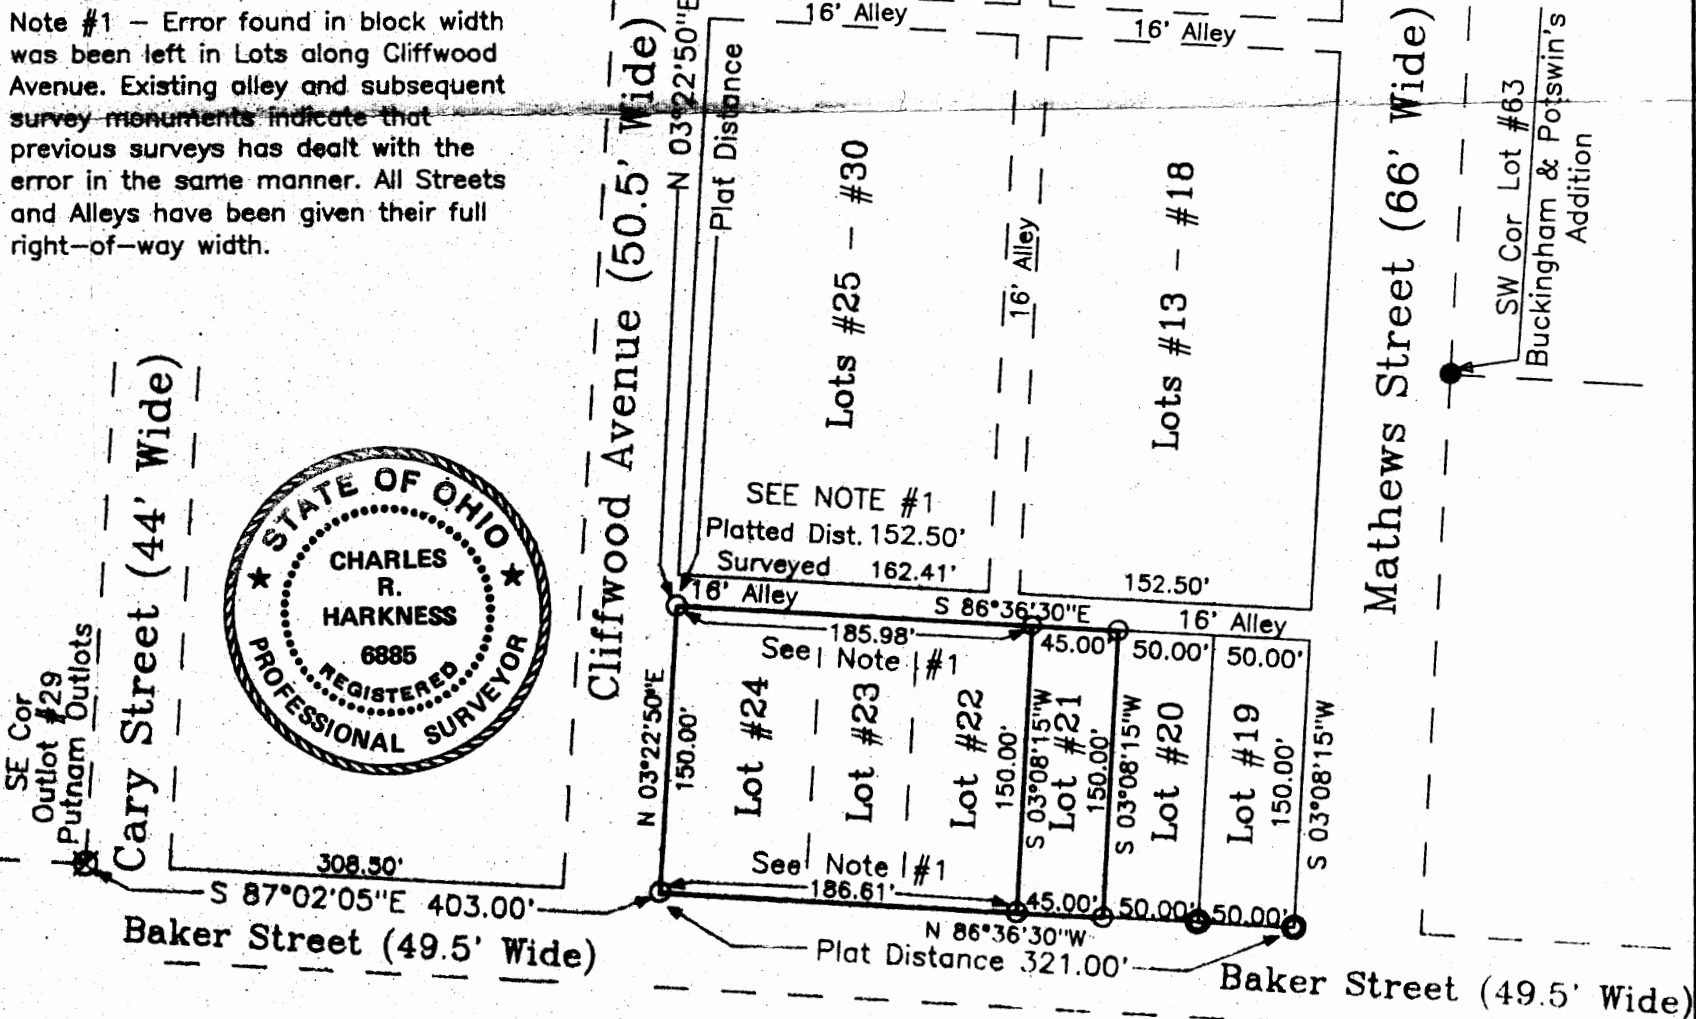 Note #1 – Error found in block width
was been left in Lots along Cliffwood
Avenue. Existing alley and subsequent
survey monuments indicate that
previous surveys has dealt with the
error in the same manner. All Streets
and Alleys have been given their full
right–of–way width.
16' Alley
16' Alley
N 03°22'50"E
Plat Distance
Cliffwood Avenue (50.5' Wide)
Lots #25 – #30
16' Alley
Lots #13 – #18
Mathews Street (66' Wide)
SW Cor Lot #63
Buckingham & Potswin's
Addition
Cary Street (44' Wide)
SE Cor
Outlot #29
Putnam Outlots
STATE OF OHIO
CHARLES
R.
HARKNESS
6885
REGISTERED
PROFESSIONAL SURVEYOR
SEE NOTE #1
Platted Dist. 152.50'
Surveyed 162.41'
152.50'
16' Alley
S 86°36'30"E
16' Alley
185.98'
45.00'
50.00'
50.00'
See Note #1
N 03°22'50"E
150.00'
Lot #24
Lot #23
Lot #22
150.00'
S 03°08'15"W
Lot #21
150.00'
S 03°08'15"W
Lot #20
Lot #19
150.00'
S 03°08'15"W
See Note #1
186.61'
45.00'
50.00'
50.00'
308.50'
S 87°02'05"E 403.00'
N 86°36'30"W
Plat Distance 321.00'
Baker Street (49.5' Wide)
Baker Street (49.5' Wide)